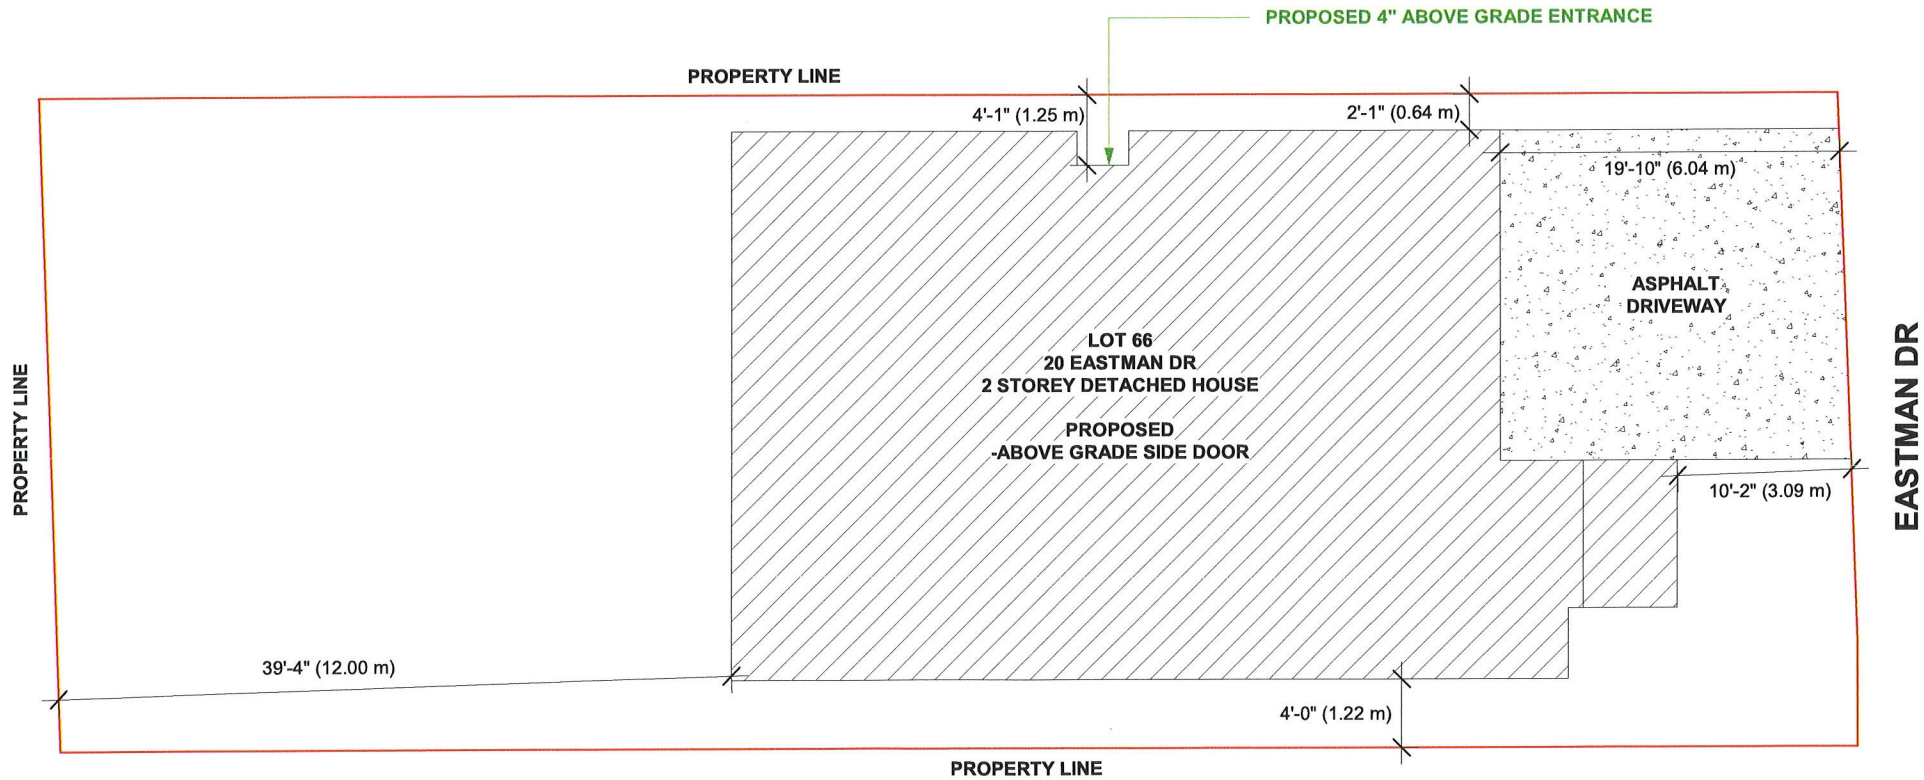 PROPOSED 4" ABOVE GRADE ENTRANCE
PROPERTY LINE
4'-1" (1.25 m)
2'-1" (0.64 m)
19'-10" (6.04 m)
ASPHALT
DRIVEWAY
LOT 66
20 EASTMAN DR
2 STOREY DETACHED HOUSE
PROPOSED
-ABOVE GRADE SIDE DOOR
PROPERTY LINE
EASTMAN DR
10'-2" (3.09 m)
39'-4" (12.00 m)
4'-0" (1.22 m)
PROPERTY LINE